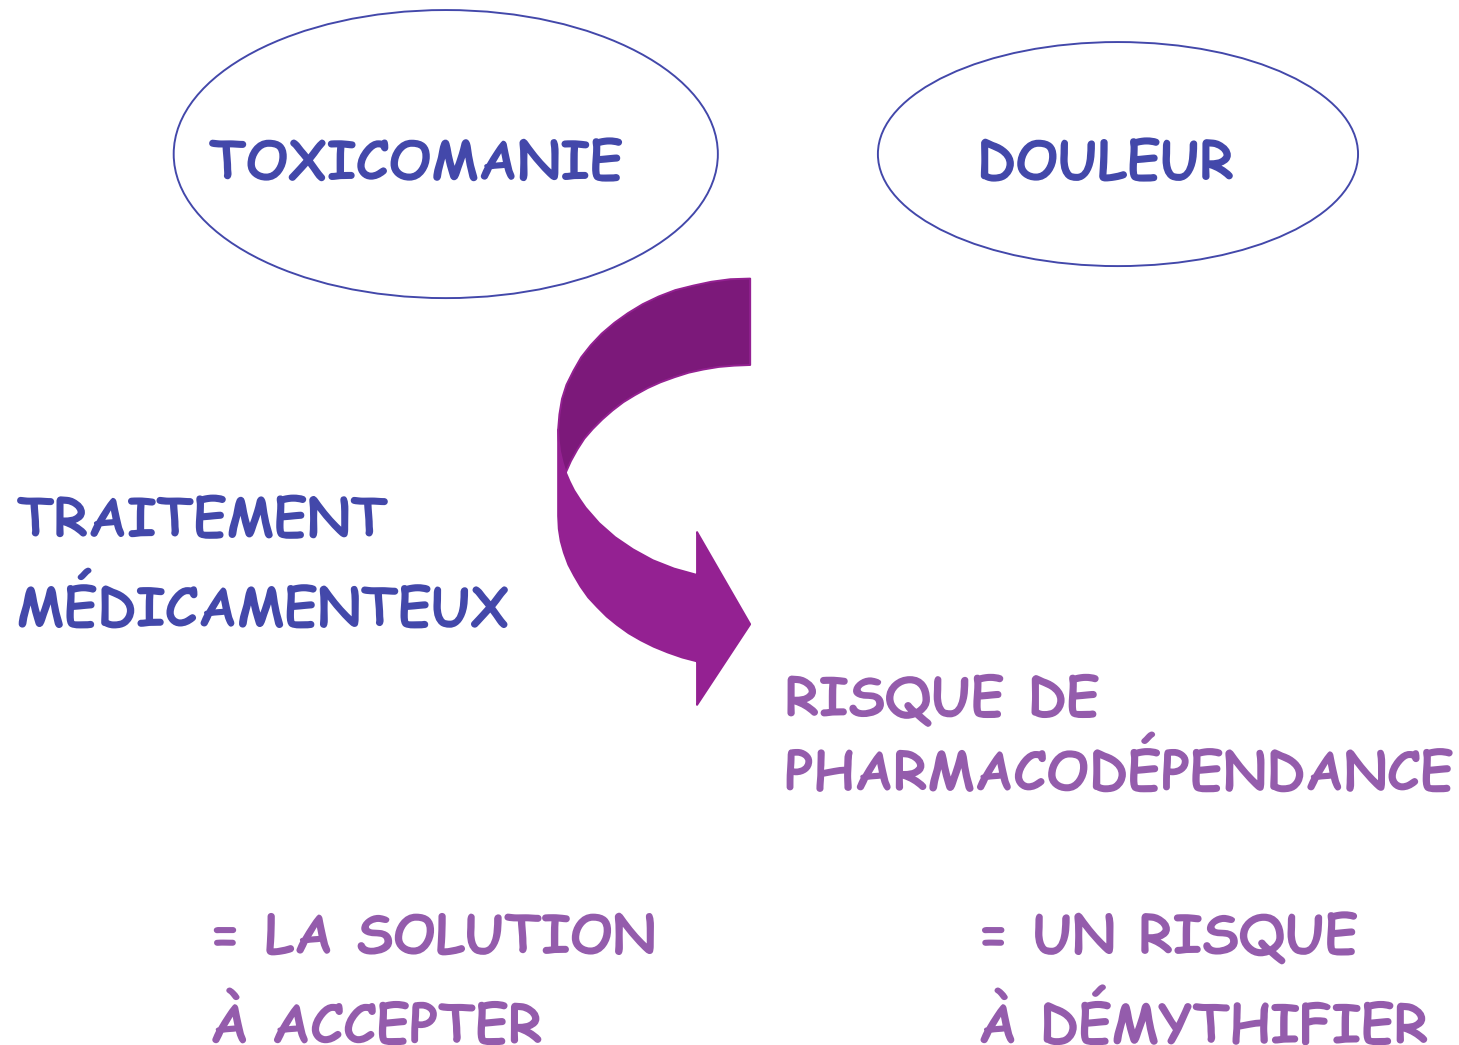 TOXICOMANIE
DOULEUR
TRAITEMENT
MÉDICAMENTEUX
RISQUE DE
PHARMACODÉPENDANCE
= LA SOLUTION
À ACCEPTER
= UN RISQUE
À DÉMYTHIFIER